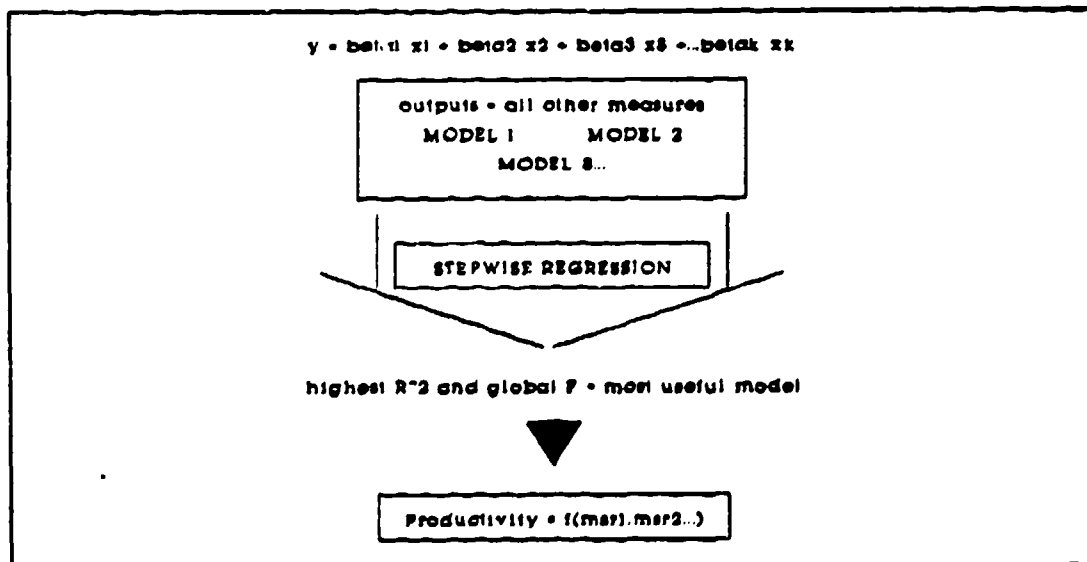 y = beta1 x1 + beta2 x2 + beta3 x3 +...betak xk
outputs = all other measures
MODEL 1 MODEL 2
MODEL 3...
STEPWISE REGRESSION
highest R^2 and global F = most useful model
Productivity = f(msr1,msr2...)